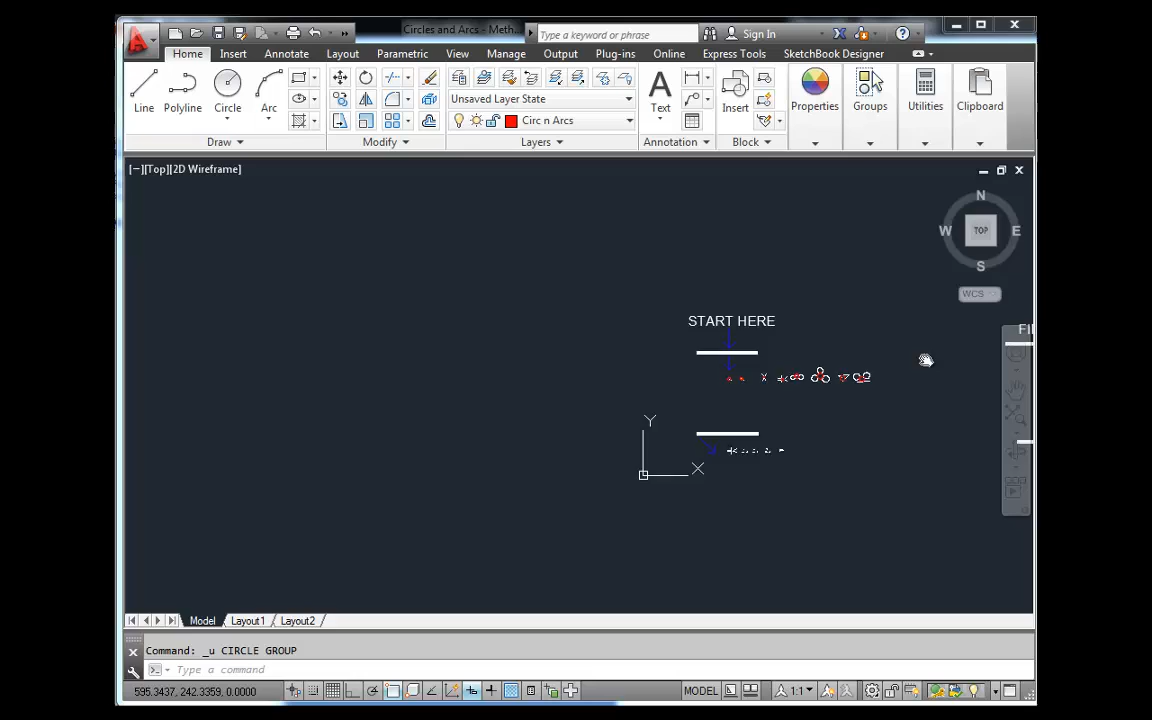 Circles and Arcs - Meth...
Type a keyword or phrase
Sign In
Home Insert Annotate Layout Parametric View Manage Output Plug-ins Online Express Tools SketchBook Designer
Line Polyline Circle Arc
Unsaved Layer State
Circ n Arcs
Text Insert Properties Groups Utilities Clipboard
Draw Modify Layers Annotation Block
[−][Top][2D Wireframe]
N
W TOP E
S
WCS
START HERE
FI
Y
X
Model Layout1 Layout2
Command: _u CIRCLE GROUP
Type a command
595.3437, 242.3359, 0.0000
MODEL 1:1